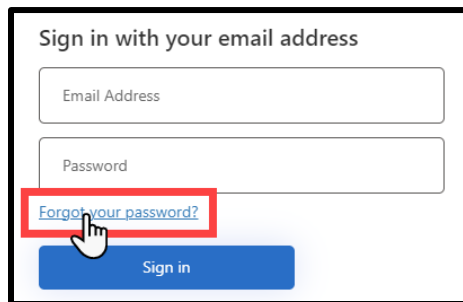 Sign in with your email address
Email Address
Password
Forgot your password?
Sign in